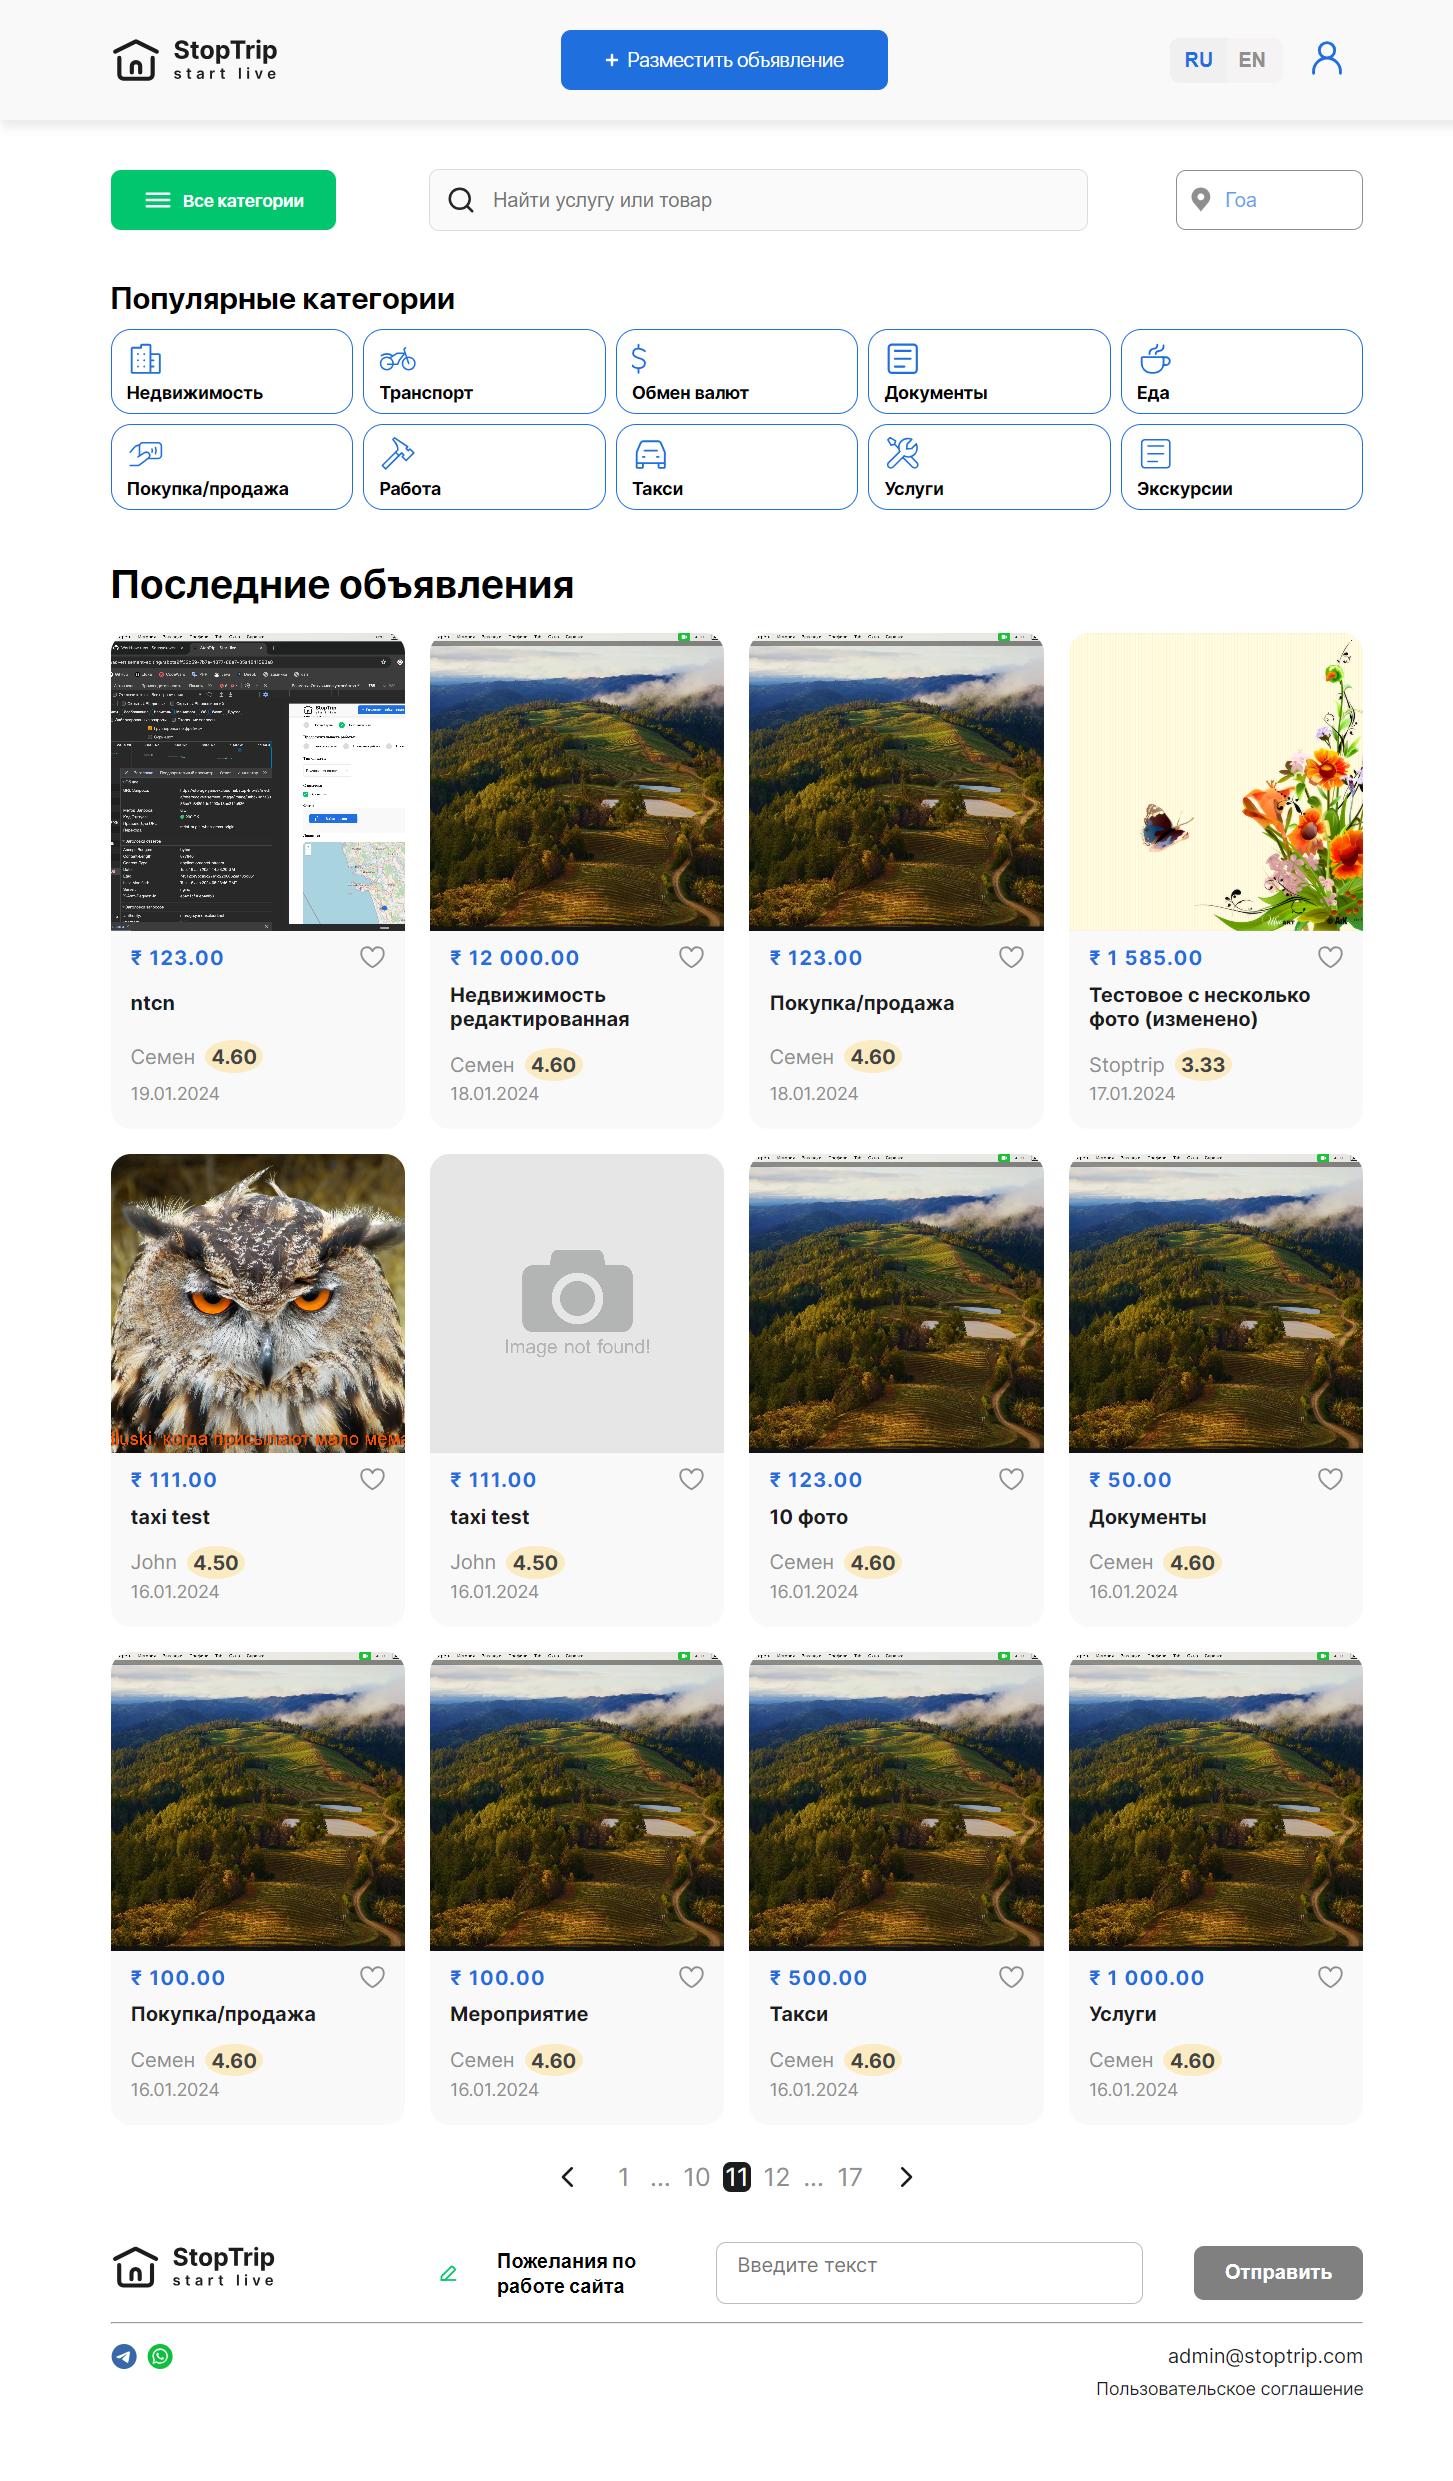 StopTrip
start live
+ Разместить объявление
RU EN
Все категории
Найти услугу или товар
Гоа
Популярные категории
Недвижимость
Транспорт
Обмен валют
Документы
Еда
Покупка/продажа
Работа
Такси
Услуги
Экскурсии
Последние объявления
₹ 123.00
ntcn
Семен 4.60
19.01.2024
₹ 12 000.00
Недвижимость
редактированная
Семен 4.60
18.01.2024
₹ 123.00
Покупка/продажа
Семен 4.60
18.01.2024
₹ 1 585.00
Тестовое с несколько
фото (изменено)
Stoptrip 3.33
17.01.2024
luski, когда присылают мало мема
₹ 111.00
taxi test
John 4.50
16.01.2024
Image not found!
₹ 111.00
taxi test
John 4.50
16.01.2024
₹ 123.00
10 фото
Семен 4.60
16.01.2024
₹ 50.00
Документы
Семен 4.60
16.01.2024
₹ 100.00
Покупка/продажа
Семен 4.60
16.01.2024
₹ 100.00
Мероприятие
Семен 4.60
16.01.2024
₹ 500.00
Такси
Семен 4.60
16.01.2024
₹ 1 000.00
Услуги
Семен 4.60
16.01.2024
1 ... 10 11 12 ... 17
StopTrip
start live
Пожелания по
работе сайта
Введите текст
Отправить
admin@stoptrip.com
Пользовательское соглашение